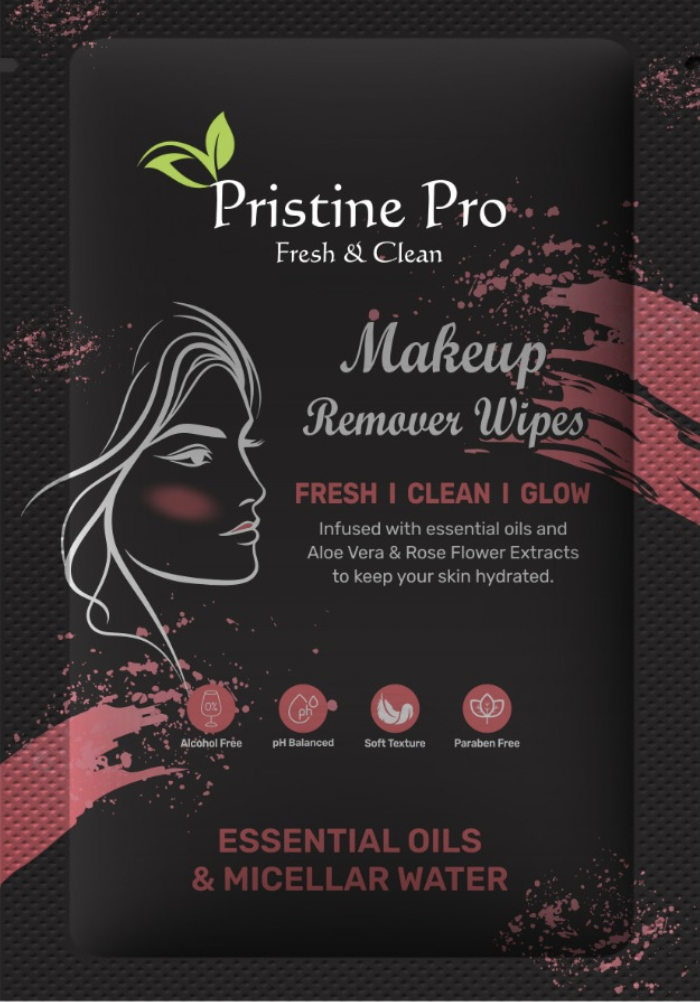 Pristine Pro
Fresh & Clean
Makeup
Remover Wipes
FRESH I CLEAN I GLOW
Infused with essential oils and
Aloe Vera & Rose Flower Extracts
to keep your skin hydrated.
0%
ph
Alcohol Free
pH Balanced
Soft Texture
Paraben Free
ESSENTIAL OILS
& MICELLAR WATER